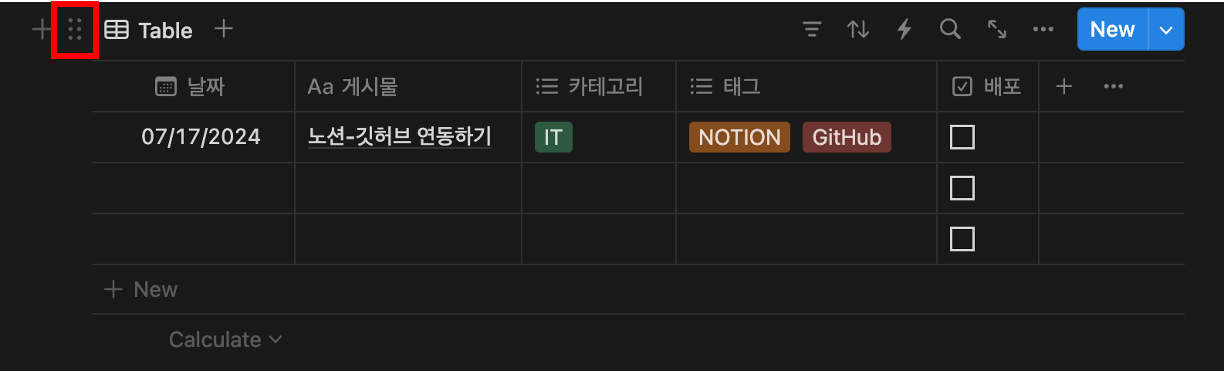 Table
New
날짜 Aa 게시물 카테고리 태그 배포
07/17/2024 노션-깃허브 연동하기 IT NOTION GitHub
New
Calculate